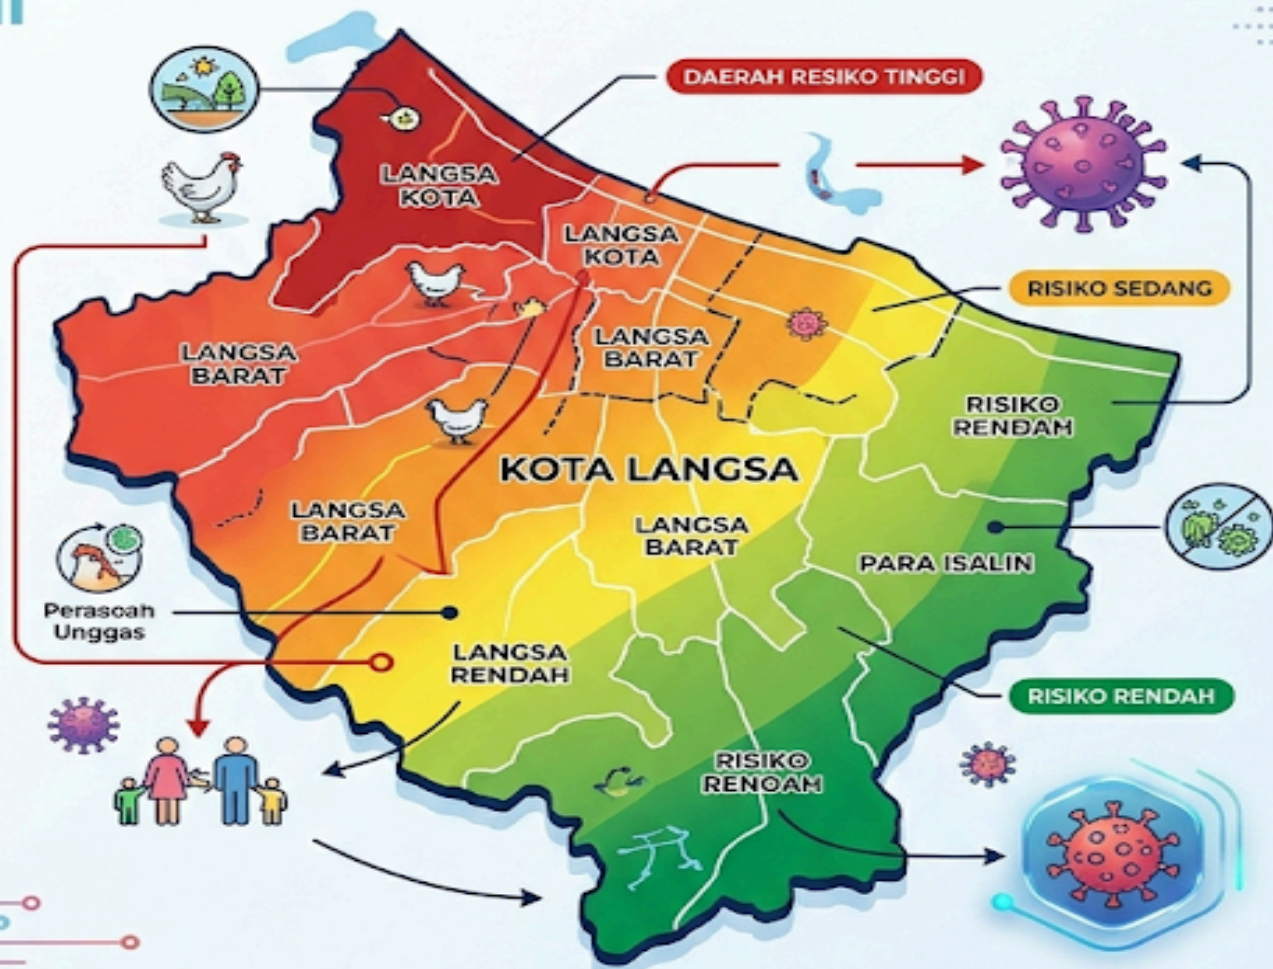 DAERAH RESIKO TINGGI
LANGSA
KOTA
LANGSA
KOTA
RISIKO SEDANG
LANGSA
BARAT
LANGSA
BARAT
RISIKO
RENDAH
KOTA LANGSA
LANGSA
BARAT
LANGSA
BARAT
PARA ISALIN
Perasoah
Unggas
LANGSA
RENDAH
RISIKO RENDAH
RISIKO
RENOAH